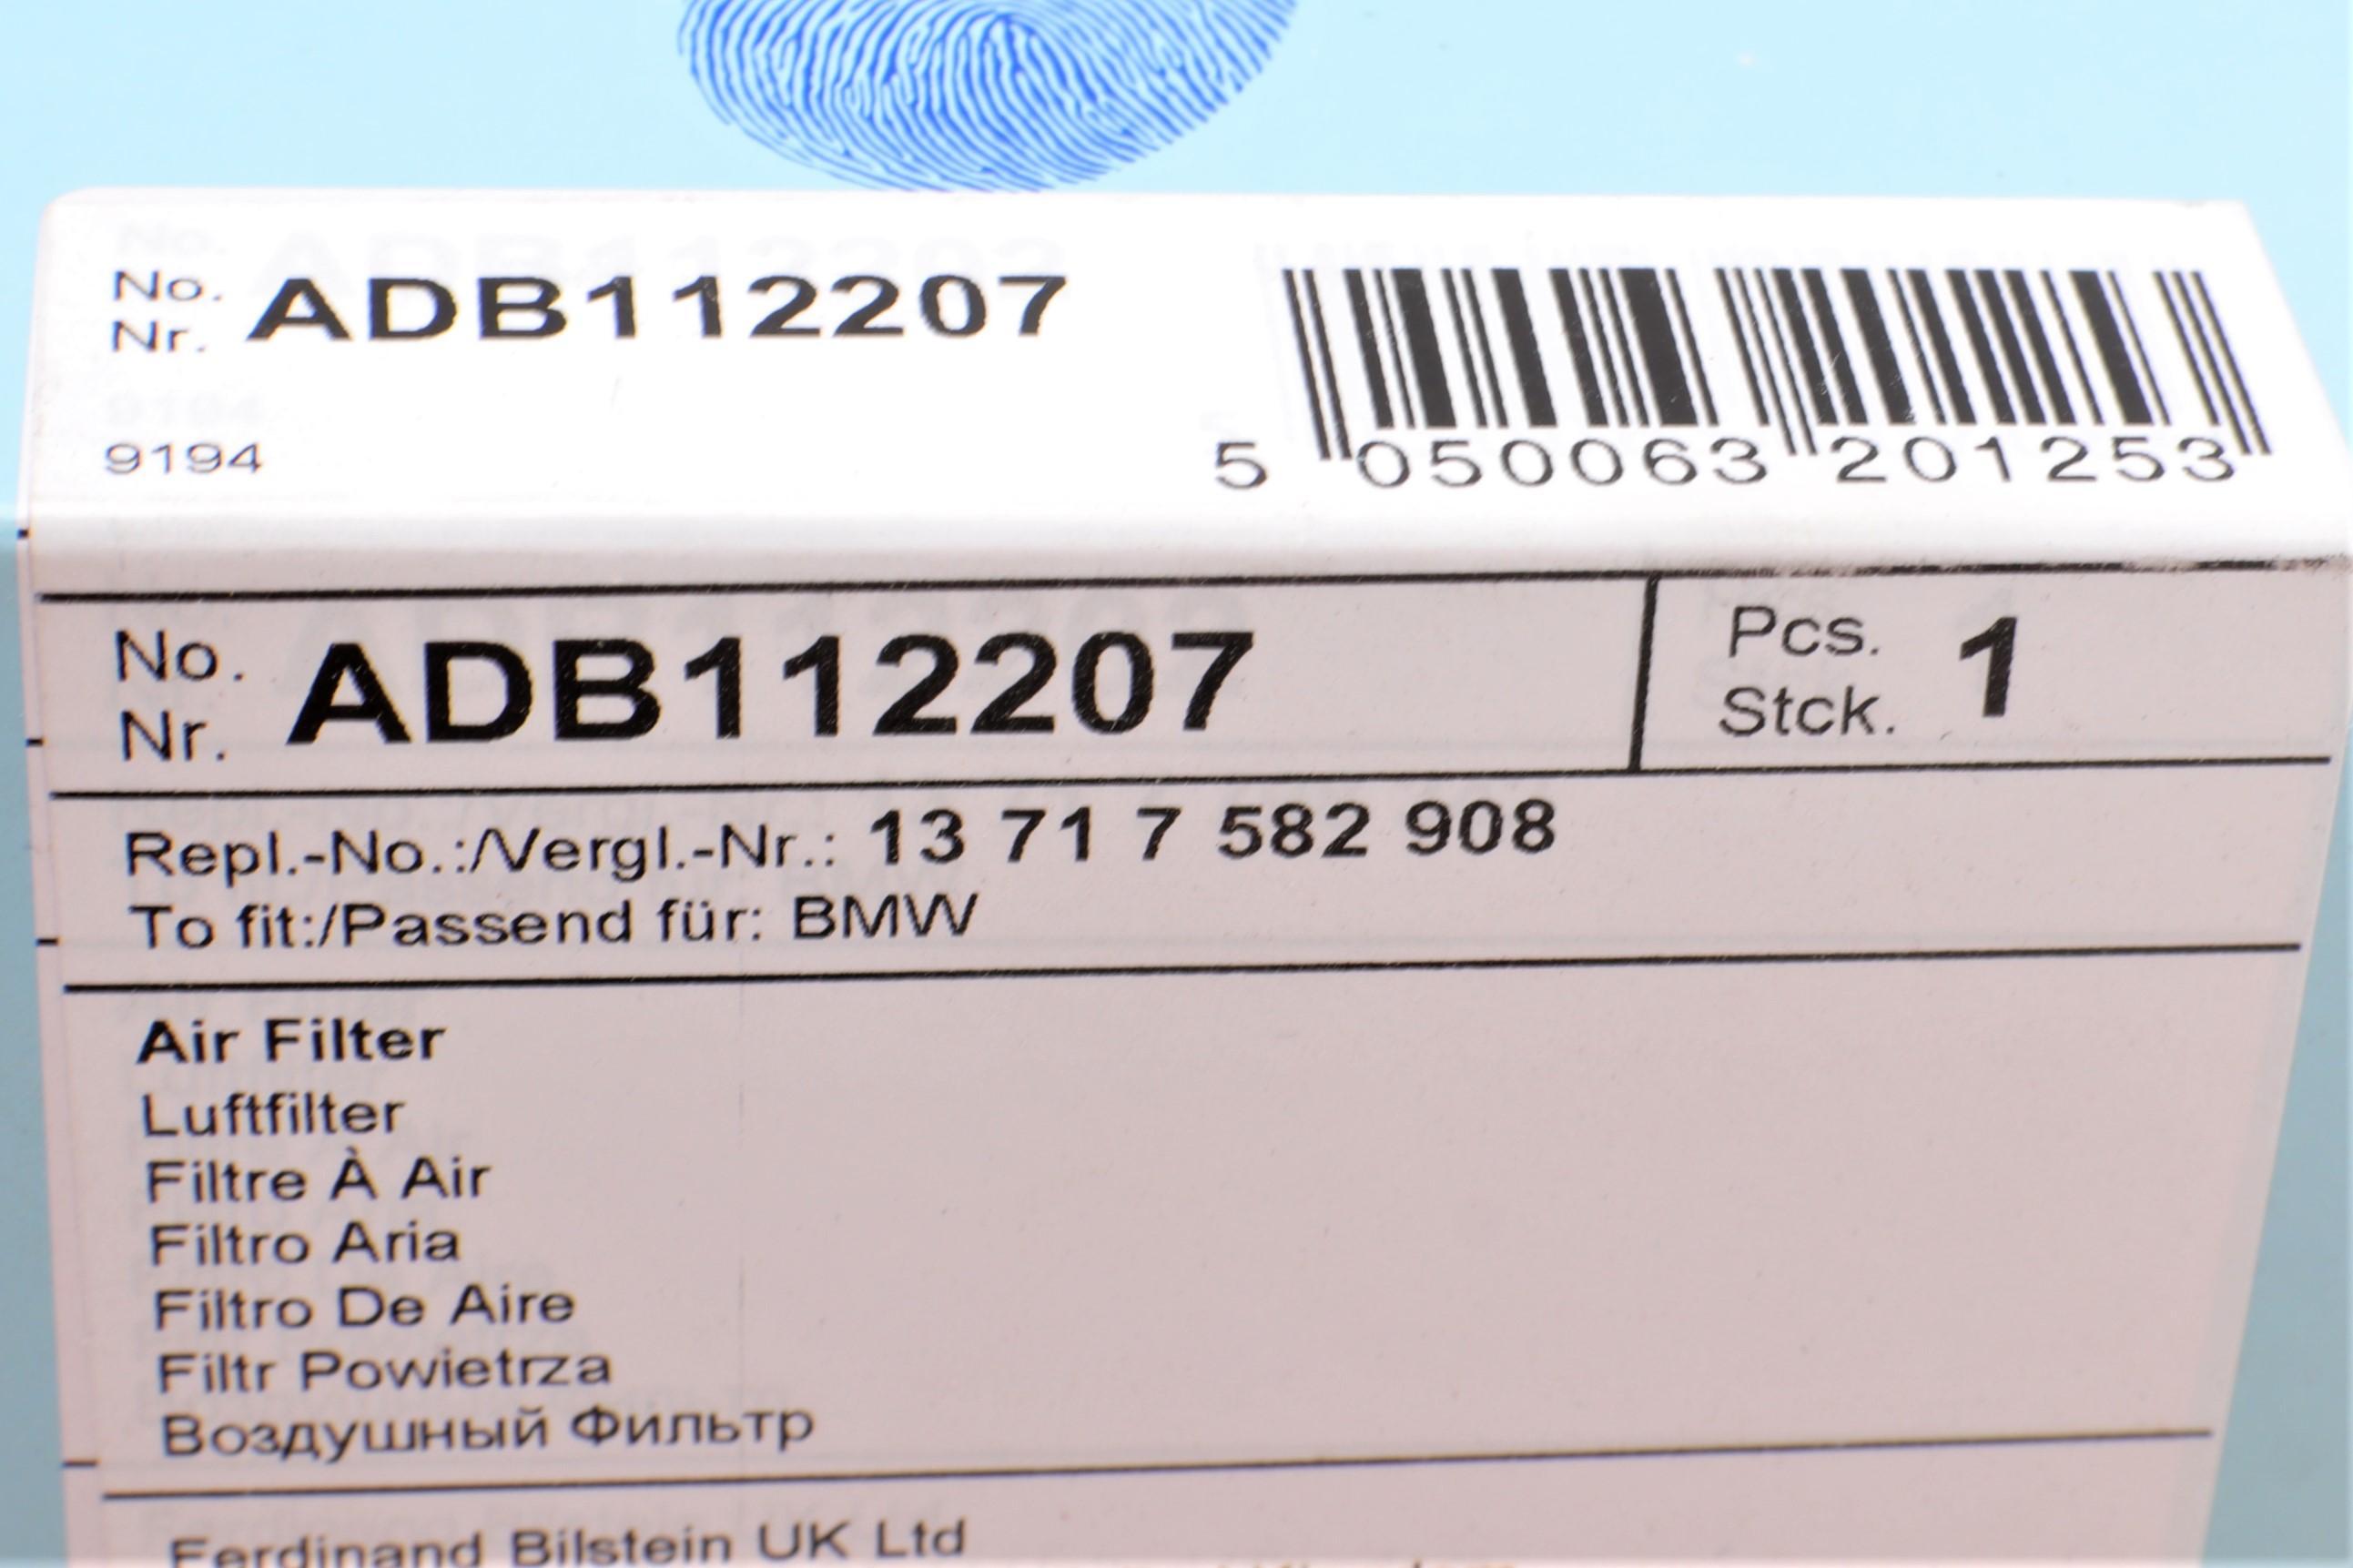 No.
Nr. ADB112207
9194
5 050063 201253
No.
Nr. ADB112207
Pcs.
Stck. 1
Repl.-No.:/Vergl.-Nr.: 13 71 7 582 908
To fit:/Passend für: BMW
Air Filter
Luftfilter
Filtre À Air
Filtro Aria
Filtro De Aire
Filtr Powietrza
Воздушный Фильтр
Ferdinand Bilstein UK Ltd